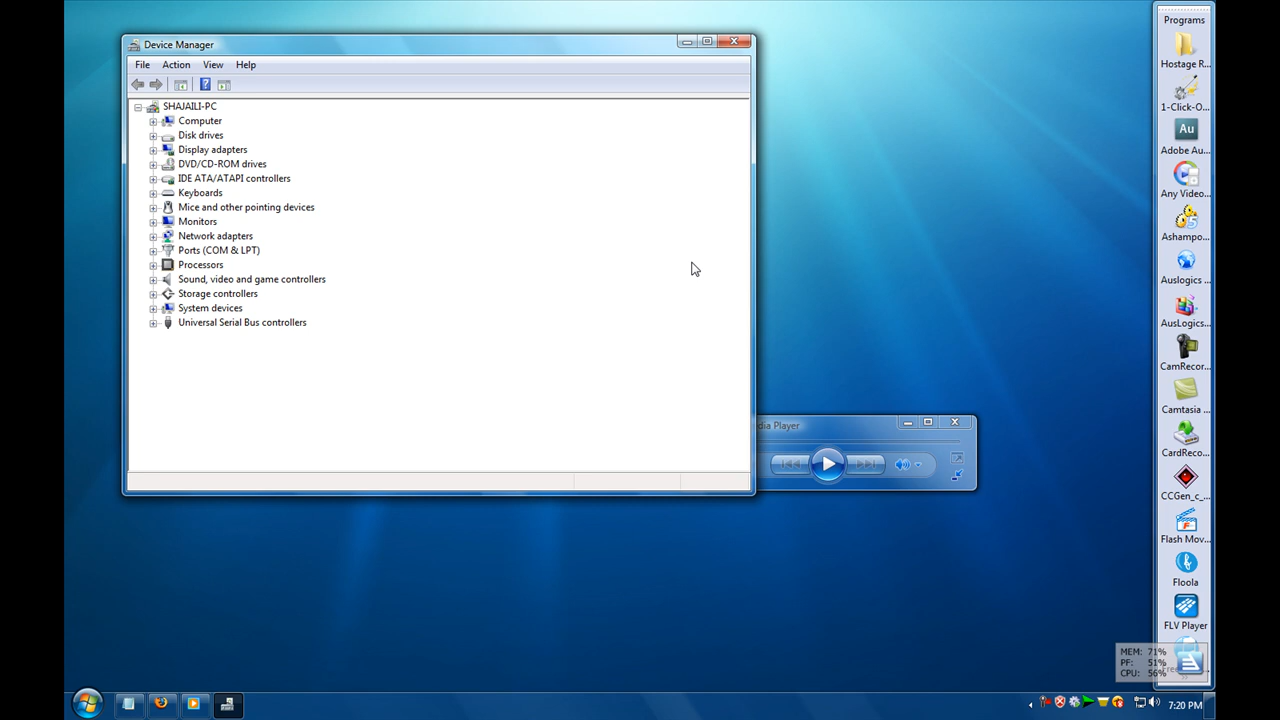 Device Manager
File Action View Help
SHAJAILI-PC
Computer
Disk drives
Display adapters
DVD/CD-ROM drives
IDE ATA/ATAPI controllers
Keyboards
Mice and other pointing devices
Monitors
Network adapters
Ports (COM & LPT)
Processors
Sound, video and game controllers
Storage controllers
System devices
Universal Serial Bus controllers
dia Player
Programs
Hostage R...
1-Click-O...
Au
Adobe Au...
Any Video...
Ashampo...
Auslogics ...
AusLogics...
CamRecor...
Camtasia ...
CardReco...
CCGen_c_...
Flash Mov...
Floola
FLV Player
MEM: 71%
PF: 51%
CPU: 56%
7:20 PM